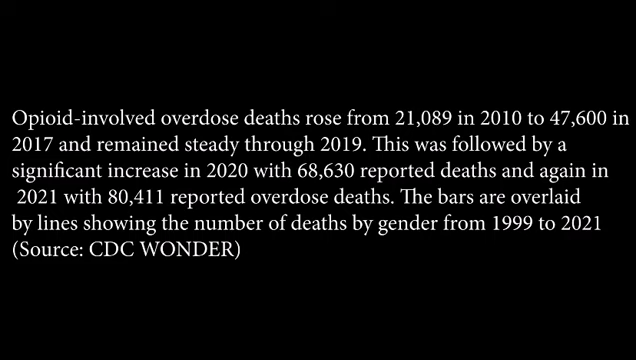 Opioid-involved overdose deaths rose from 21,089 in 2010 to 47,600 in
2017 and remained steady through 2019. This was followed by a
significant increase in 2020 with 68,630 reported deaths and again in
2021 with 80,411 reported overdose deaths. The bars are overlaid
by lines showing the number of deaths by gender from 1999 to 2021
(Source: CDC WONDER)